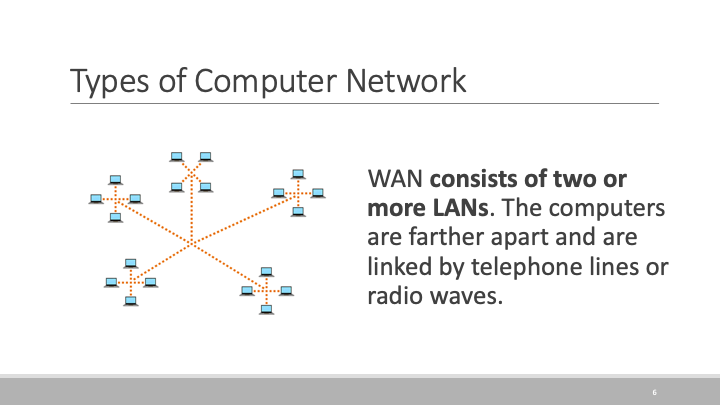 Types of Computer Network
WAN consists of two or
more LANs. The computers
are farther apart and are
linked by telephone lines or
radio waves.
6